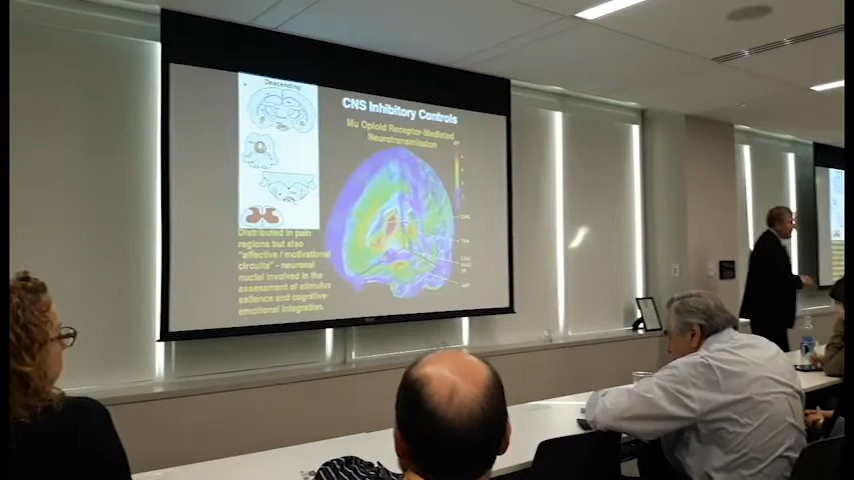 Descending
CNS Inhibitory Controls
Mu Opioid Receptor-Mediated
Neurotransmission
Distributed in pain
regions but also
"affective / motivational
circuits" - neuronal
nuclei involved in the
assessment of stimulus
salience and cognitive-
emotional integration.